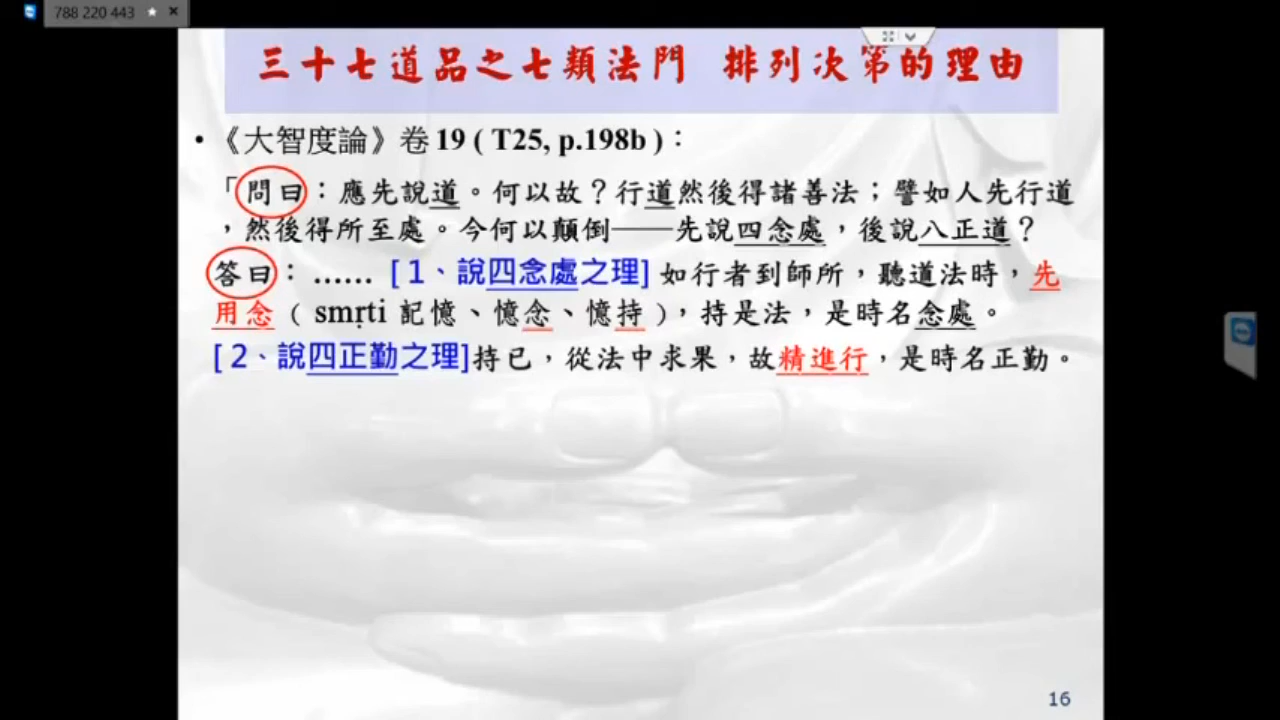 788 220 443
三十七道品之七類法門 排列次第的理由
•《大智度論》卷19 ( T25, p.198b )：
「問曰：應先說道。何以故？行道然後得諸善法；譬如人先行道
，然後得所至處。今何以顛倒——先說四念處，後說八正道？
答曰：…… [1、說四念處之理] 如行者到師所，聽道法時，先
用念（smṛti 記憶、憶念、憶持），持是法，是時名念處。
[2、說四正勤之理]持已，從法中求果，故精進行，是時名正勤。
16